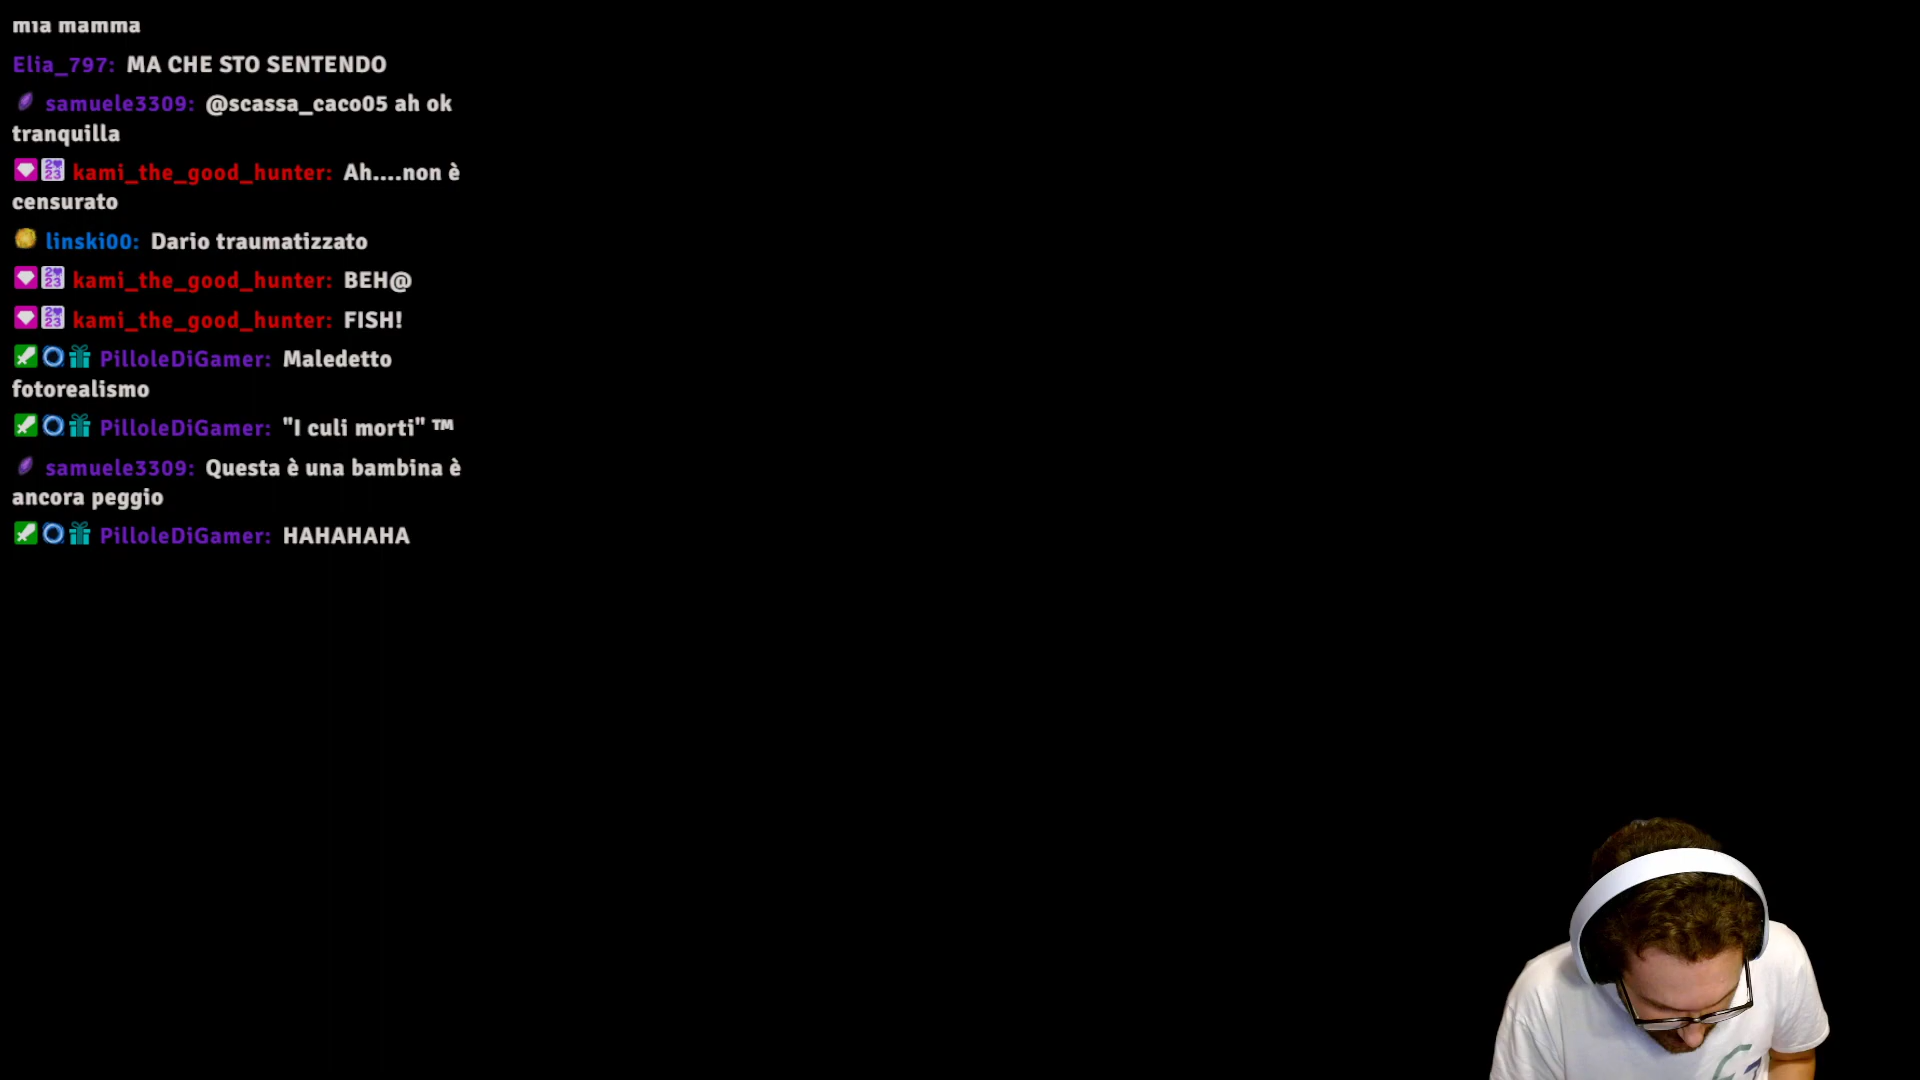 mia mamma
Elia_797: MA CHE STO SENTENDO
samuele3309: @scassa_caco05 ah ok
tranquilla
kami_the_good_hunter: Ah....non è
censurato
linski00: Dario traumatizzato
kami_the_good_hunter: BEH@
kami_the_good_hunter: FISH!
PilloleDiGamer: Maledetto
fotorealismo
PilloleDiGamer: "I culi morti" ™
samuele3309: Questa è una bambina è
ancora peggio
PilloleDiGamer: HAHAHAHA